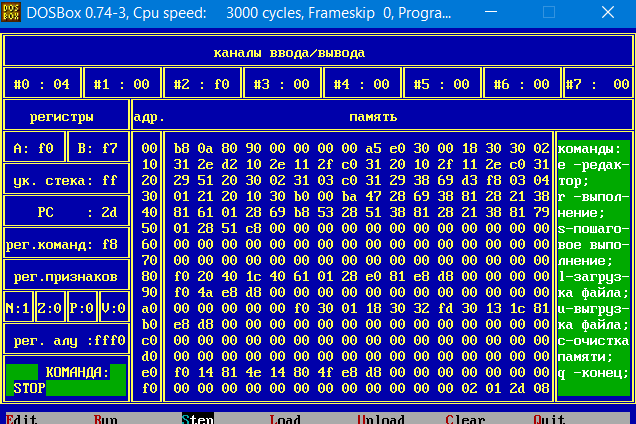 DOSBox 0.74-3, Cpu speed: 3000 cycles, Frameskip 0, Progra...
каналы ввода/вывода
#0 : 04 #1 : 00 #2 : f0 #3 : 00 #4 : 00 #5 : 00 #6 : 00 #7 : 00
регистры адр. память
A: f0 B: f7 00 b8 0a 80 90 00 00 00 00 a5 e0 30 00 18 30 30 02 команды:
10 31 2e d2 10 2e 11 2f c0 31 20 10 2f 11 2e c0 31 e -редак-
ук. стека: ff 20 29 51 20 30 02 31 03 c0 31 29 38 69 d3 f8 03 04 тор;
30 01 21 20 10 30 b0 00 ba 47 28 69 38 81 28 21 38 r -выпол-
PC : 2d 40 81 61 01 28 69 b8 53 28 51 38 81 28 21 38 81 79 нение;
50 01 28 51 c8 00 00 00 00 00 00 00 00 00 00 00 00 s-пошаго-
рег.команд: f8 60 00 00 00 00 00 00 00 00 00 00 00 00 00 00 00 00 вое выпо-
70 00 00 00 00 00 00 00 00 00 00 00 00 00 00 00 00 лнение;
рег.признаков 80 f0 20 40 1c 40 61 01 28 e0 81 e8 d8 00 00 00 00 l-загруз-
90 f0 4a e8 d8 00 00 00 00 00 00 00 00 00 00 00 00 ка файла;
N:1 Z:0 P:0 V:0 a0 00 00 00 00 00 f0 30 01 18 30 32 fd 30 13 1c 81 u-выгруз-
b0 e8 d8 00 00 00 00 00 00 00 00 00 00 00 00 00 00 ка файла;
рег. алу :fff0 c0 00 00 00 00 00 00 00 00 00 00 00 00 00 00 00 00 c-очистка
d0 00 00 00 00 00 00 00 00 00 00 00 00 00 00 00 00 памяти;
КОМАНДА: e0 f0 14 81 4e 14 80 4f e8 d8 00 00 00 00 00 00 00 q -конец;
STOP f0 00 00 00 00 00 00 00 00 00 00 00 00 02 01 2d 08
Edit Run Step Load Unload Clear Quit